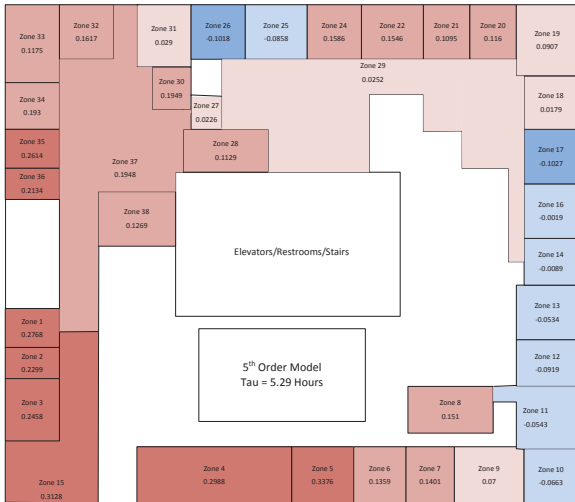 Zone 33
0.1175
Zone 32
0.1617
Zone 31
0.029
Zone 26
-0.1018
Zone 25
-0.0858
Zone 24
0.1586
Zone 22
0.1546
Zone 21
0.1095
Zone 20
0.116
Zone 19
0.0907
Zone 29
0.0252
Zone 30
0.1949
Zone 34
0.193
Zone 27
0.0226
Zone 18
0.0179
Zone 35
0.2614
Zone 28
0.1129
Zone 17
-0.1027
Zone 36
0.2134
Zone 37
0.1948
Zone 16
-0.0019
Zone 38
0.1269
Elevators/Restrooms/Stairs
Zone 14
-0.0089
Zone 13
-0.0534
Zone 1
0.2768
Zone 2
0.2299
Zone 12
-0.0919
5th Order Model
Tau = 5.29 Hours
Zone 3
0.2458
Zone 8
0.151
Zone 11
-0.0543
Zone 15
0.3128
Zone 4
0.2988
Zone 5
0.3376
Zone 6
0.1359
Zone 7
0.1401
Zone 9
0.07
Zone 10
-0.0663